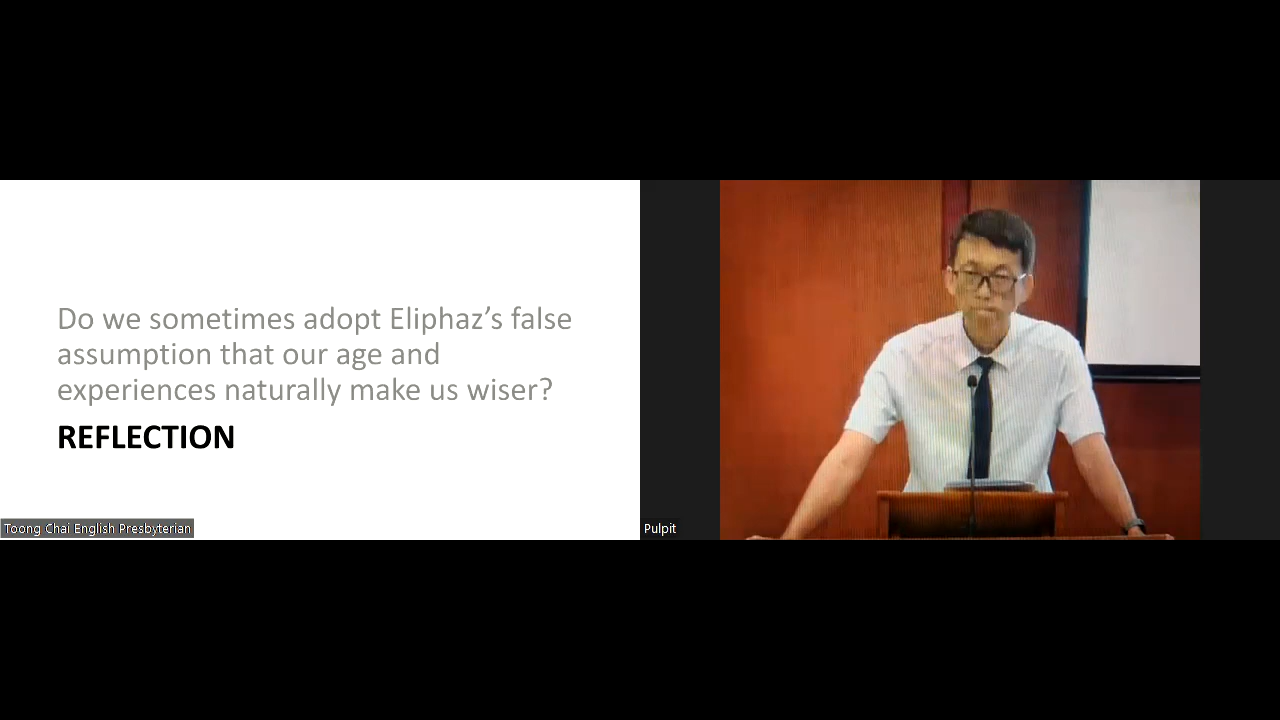 Do we sometimes adopt Eliphaz’s false
assumption that our age and
experiences naturally make us wiser?
REFLECTION
Toong Chai English Presbyterian
Pulpit